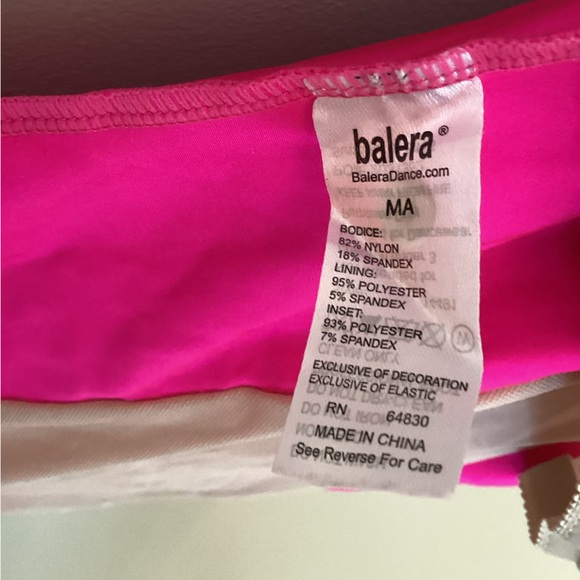 balera®
BaleraDance.com
MA
BODICE:
82% NYLON
18% SPANDEX
LINING:
95% POLYESTER
5% SPANDEX
INSET:
93% POLYESTER
7% SPANDEX
EXCLUSIVE OF DECORATION
EXCLUSIVE OF ELASTIC
RN 64830
MADE IN CHINA
See Reverse For Care